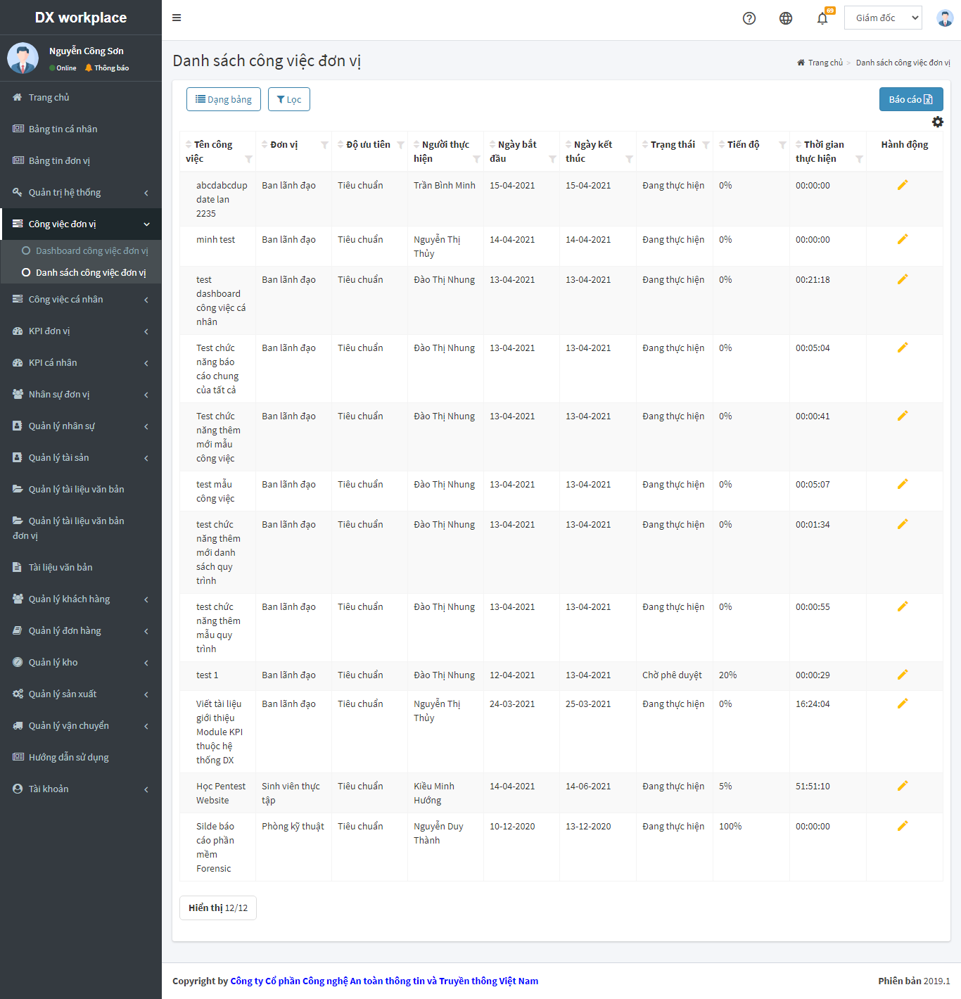 DX workplace
Nguyễn Công Sơn
Online Thông báo
Trang chủ
Bảng tin cá nhân
Bảng tin đơn vị
Quản trị hệ thống
Công việc đơn vị
Dashboard công việc đơn vị
Danh sách công việc đơn vị
Công việc cá nhân
KPI đơn vị
KPI cá nhân
Nhân sự đơn vị
Quản lý nhân sự
Quản lý tài sản
Quản lý tài liệu văn bản
Quản lý tài liệu văn bản
đơn vị
Tài liệu văn bản
Quản lý khách hàng
Quản lý đơn hàng
Quản lý kho
Quản lý sản xuất
Quản lý vận chuyển
Hướng dẫn sử dụng
Tài khoản
69
Giám đốc
Danh sách công việc đơn vị
Trang chủ > Danh sách công việc đơn vị
Dạng bảng Lọc Báo cáo
Tên công Đơn vị Độ ưu tiên Người thực Ngày bắt Ngày kết Trạng thái Tiến độ Thời gian Hành động
việc hiện đầu thúc thực hiện
abcdabcdup Ban lãnh đạo Tiêu chuẩn Trần Bình Minh 15-04-2021 15-04-2021 Đang thực hiện 0% 00:00:00
date lan
2235
minh test Ban lãnh đạo Tiêu chuẩn Nguyễn Thị 14-04-2021 14-04-2021 Đang thực hiện 0% 00:00:00
Thủy
test Ban lãnh đạo Tiêu chuẩn Đào Thị Nhung 13-04-2021 13-04-2021 Đang thực hiện 0% 00:21:18
dashboard
công việc cá
nhân
Test chức Ban lãnh đạo Tiêu chuẩn Đào Thị Nhung 13-04-2021 13-04-2021 Đang thực hiện 0% 00:05:04
năng báo
cáo chung
của tất cả
Test chức Ban lãnh đạo Tiêu chuẩn Đào Thị Nhung 13-04-2021 13-04-2021 Đang thực hiện 0% 00:00:41
năng thêm
mới mẫu
công việc
test mẫu Ban lãnh đạo Tiêu chuẩn Đào Thị Nhung 13-04-2021 13-04-2021 Đang thực hiện 0% 00:05:07
công việc
test chức Ban lãnh đạo Tiêu chuẩn Đào Thị Nhung 13-04-2021 13-04-2021 Đang thực hiện 0% 00:01:34
năng thêm
mới danh
sách quy
trình
test chức Ban lãnh đạo Tiêu chuẩn Đào Thị Nhung 13-04-2021 13-04-2021 Đang thực hiện 0% 00:00:55
năng thêm
mẫu quy
trình
test 1 Ban lãnh đạo Tiêu chuẩn Đào Thị Nhung 12-04-2021 13-04-2021 Chờ phê duyệt 20% 00:00:29
Viết tài liệu Ban lãnh đạo Tiêu chuẩn Nguyễn Thị 24-03-2021 25-03-2021 Đang thực hiện 0% 16:24:04
giới thiệu Thủy
Module KPI
thuộc hệ
thống DX
Học Pentest Sinh viên thực Tiêu chuẩn Kiều Minh 14-04-2021 14-06-2021 Đang thực hiện 5% 51:51:10
Website tập Hướng
Silde báo Phòng kỹ thuật Tiêu chuẩn Nguyễn Duy 10-12-2020 13-12-2020 Đang thực hiện 100% 00:00:00
cáo phần Thành
mềm
Forensic
Hiển thị 12/12
Copyright by Công ty Cổ phần Công nghệ An toàn thông tin và Truyền thông Việt Nam Phiên bản 2019.1